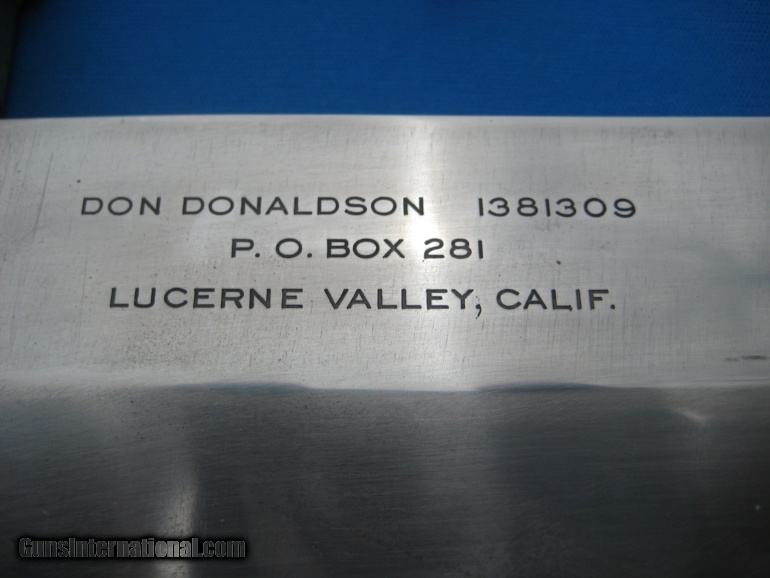 DON DONALDSON 1381309
P. O. BOX 281
LUCERNE VALLEY, CALIF.
GunsInternational.com